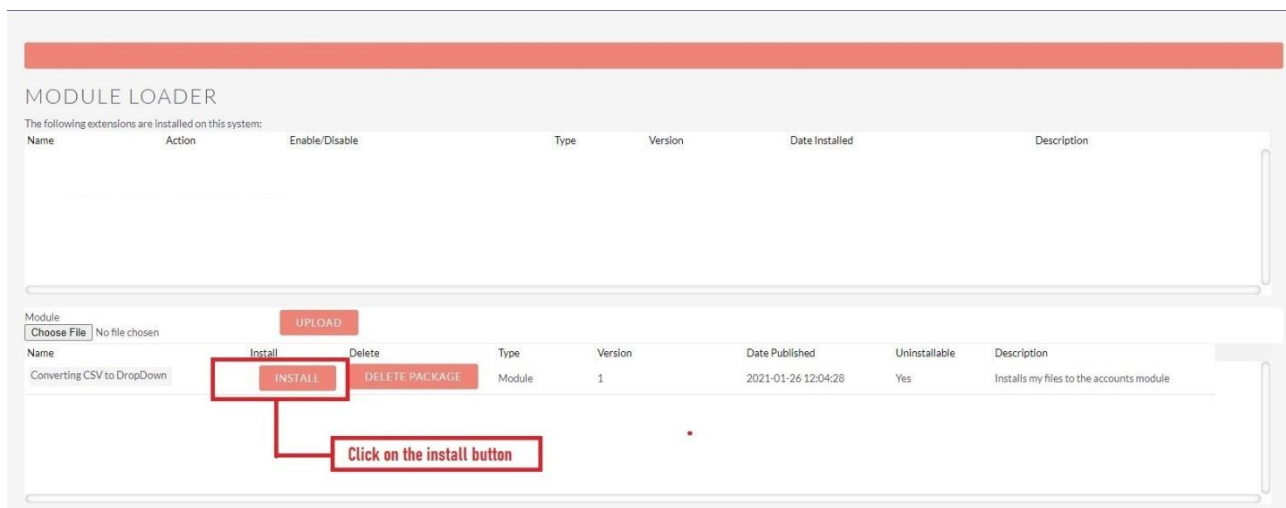 MODULE LOADER
The following extensions are installed on this system:
Name Action Enable/Disable Type Version Date Installed Description
Module
Choose File No file chosen UPLOAD
Name Install Delete Type Version Date Published Uninstallable Description
Converting CSV to DropDown INSTALL DELETE PACKAGE Module 1 2021-01-26 12:04:28 Yes Installs my files to the accounts module
Click on the install button